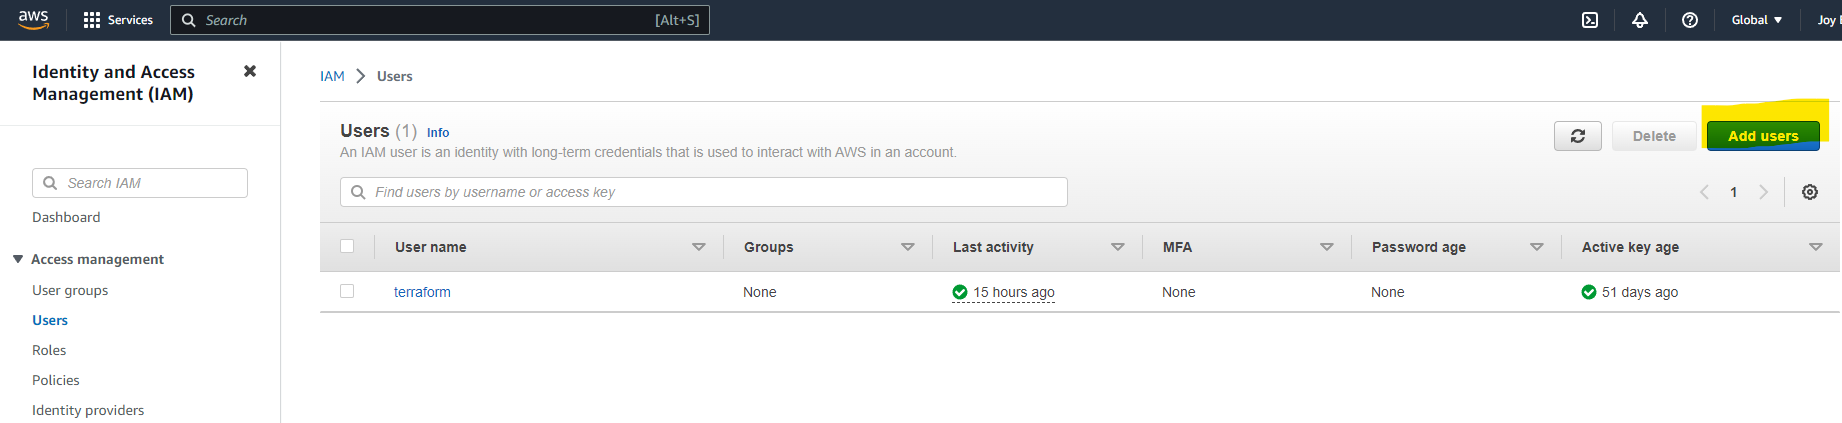 aws
Services
Search
[Alt+S]
Global
Joy
Identity and Access
Management (IAM)
Search IAM
Dashboard
Access management
User groups
Users
Roles
Policies
Identity providers
IAM
Users
Users (1) Info
An IAM user is an identity with long-term credentials that is used to interact with AWS in an account.
Delete
Add users
Find users by username or access key
1
User name Groups Last activity MFA Password age Active key age
terraform None 15 hours ago None None 51 days ago